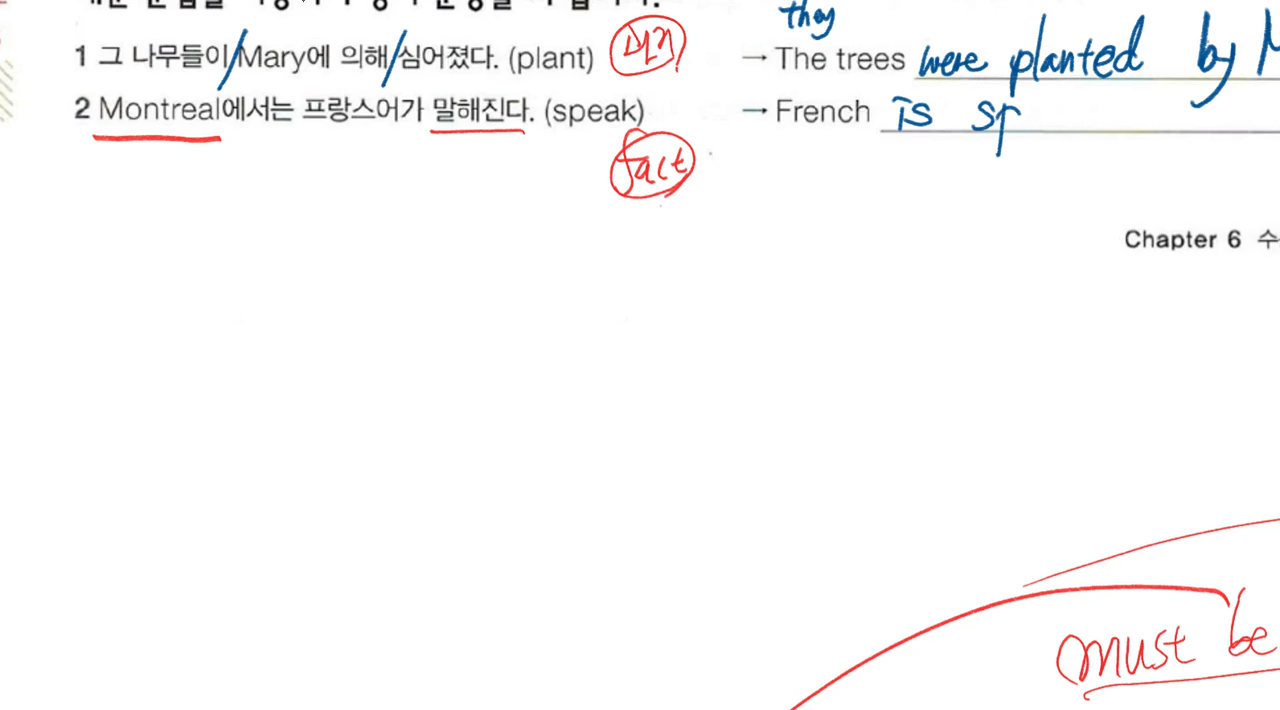 they
1 그 나무들이/Mary에 의해/심어졌다. (plant) 과거 → The trees were planted by M
2 Montreal에서는 프랑스어가 말해진다. (speak) → French is sp
fact
Chapter 6 수
must be